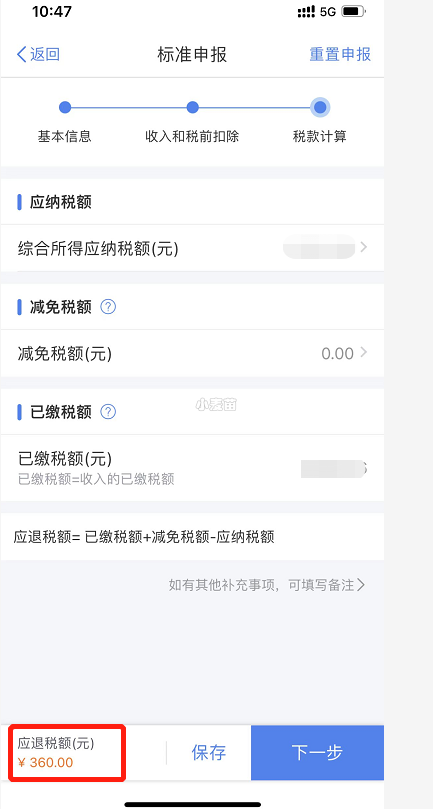 10:47
5G
返回
标准申报
重置申报
基本信息
收入和税前扣除
税款计算
应纳税额
综合所得应纳税额(元)
减免税额 ?
减免税额(元)
0.00
已缴税额 ?
已缴税额(元)
已缴税额=收入的已缴税额
应退税额= 已缴税额+减免税额-应纳税额
如有其他补充事项，可填写备注
应退税额(元)
¥ 360.00
保存
下一步